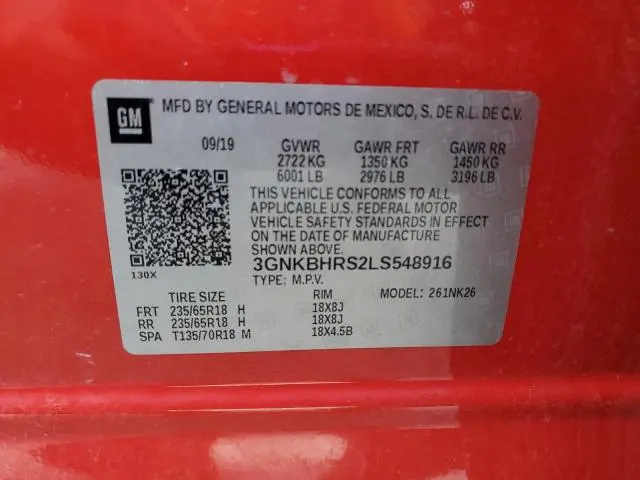 GM
MFD BY GENERAL MOTORS DE MEXICO, S. DE R.L. DE C.V.
09/19 GVWR GAWR FRT GAWR RR
2722 KG 1350 KG 1450 KG
6001 LB 2976 LB 3196 LB
THIS VEHICLE CONFORMS TO ALL
APPLICABLE U.S. FEDERAL MOTOR
VEHICLE SAFETY STANDARDS IN EFFECT
ON THE DATE OF MANUFACTURE
SHOWN ABOVE.
130X 3GNKBHRS2LS548916
TYPE: M.P.V.
TIRE SIZE RIM MODEL: 261NK26
FRT 235/65R18 H 18X8J
RR 235/65R18 H 18X8J
SPA T135/70R18 M 18X4.5B